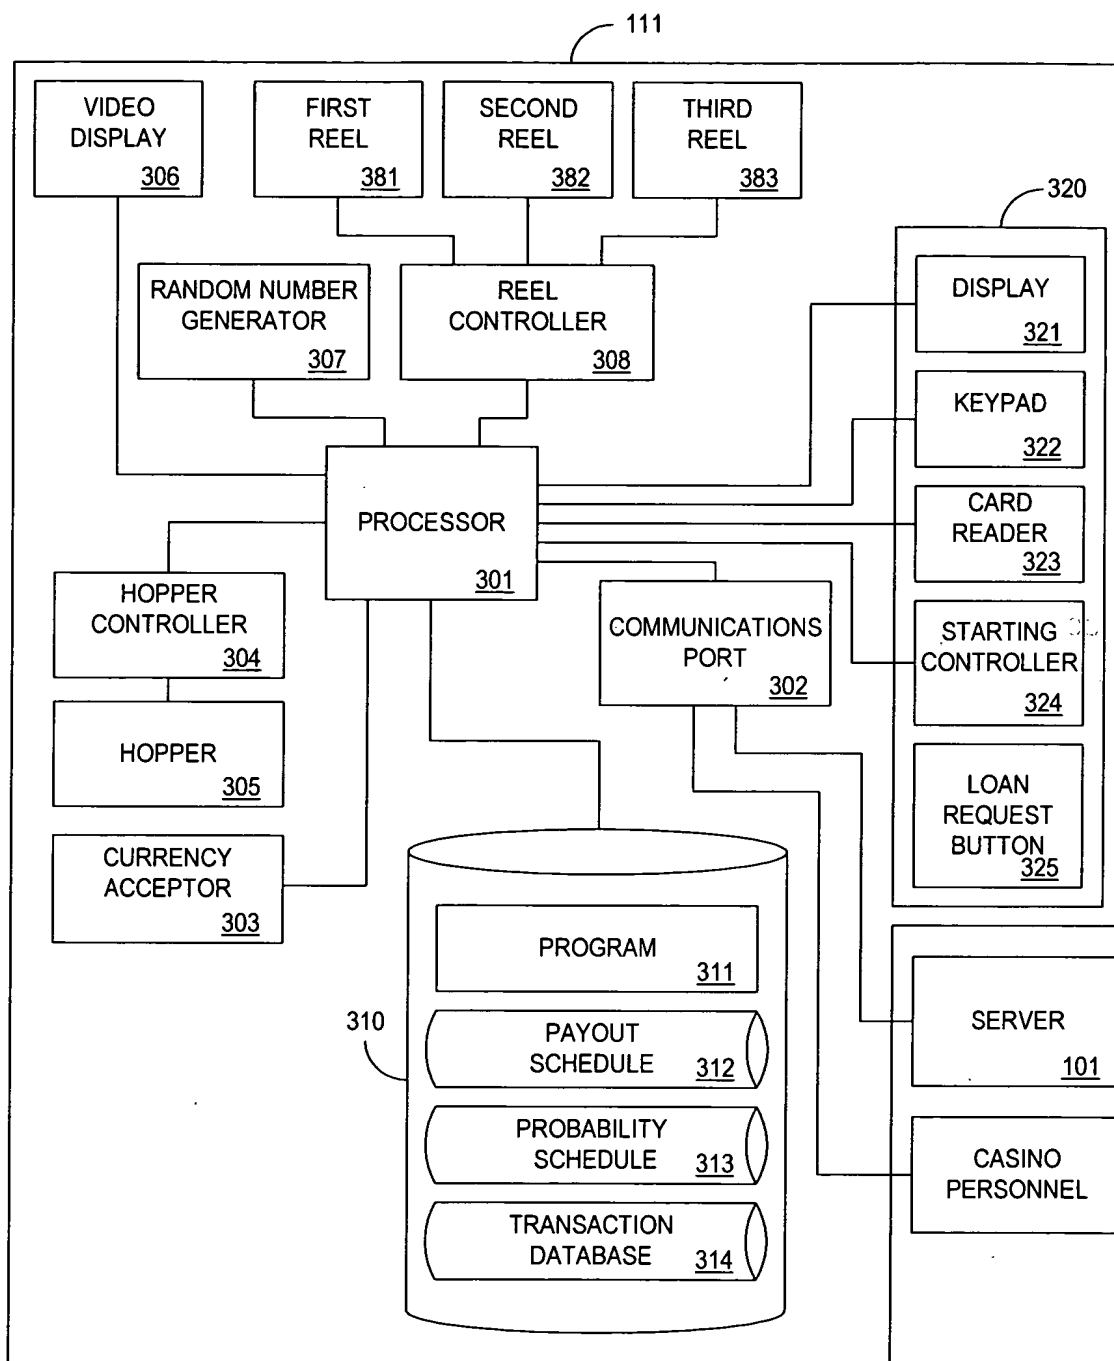 111
VIDEO
DISPLAY
306
FIRST
REEL
381
SECOND
REEL
382
THIRD
REEL
383
320
RANDOM NUMBER
GENERATOR
307
REEL
CONTROLLER
308
DISPLAY
321
KEYPAD
322
CARD
READER
323
STARTING
CONTROLLER
324
LOAN
REQUEST
BUTTON
325
PROCESSOR
301
HOPPER
CONTROLLER
304
HOPPER
305
CURRENCY
ACCEPTOR
303
COMMUNICATIONS
PORT
302
310
PROGRAM
311
PAYOUT
SCHEDULE
312
PROBABILITY
SCHEDULE
313
TRANSACTION
DATABASE
314
SERVER
101
CASINO
PERSONNEL